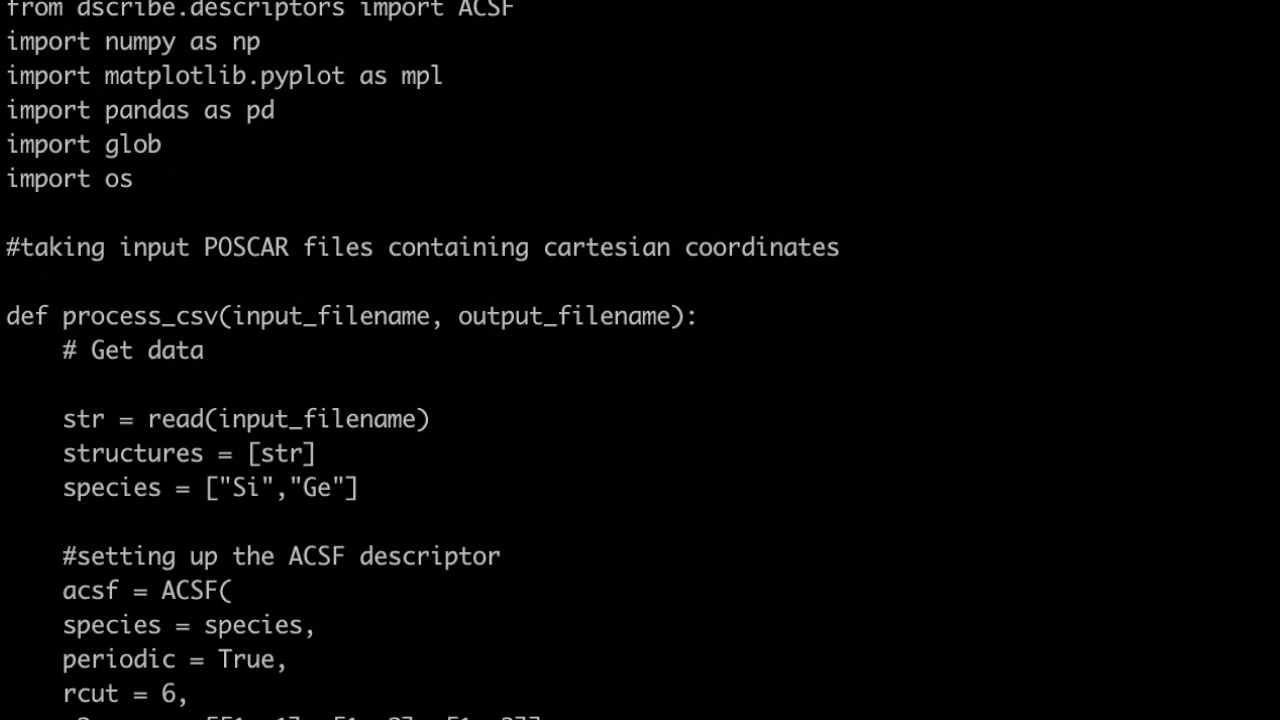 from dscribe.descriptors import ACSF
import numpy as np
import matplotlib.pyplot as mpl
import pandas as pd
import glob
import os
#taking input POSCAR files containing cartesian coordinates
def process_csv(input_filename, output_filename):
# Get data
str = read(input_filename)
structures = [str]
species = ["Si","Ge"]
#setting up the ACSF descriptor
acsf = ACSF(
species = species,
periodic = True,
rcut = 6,